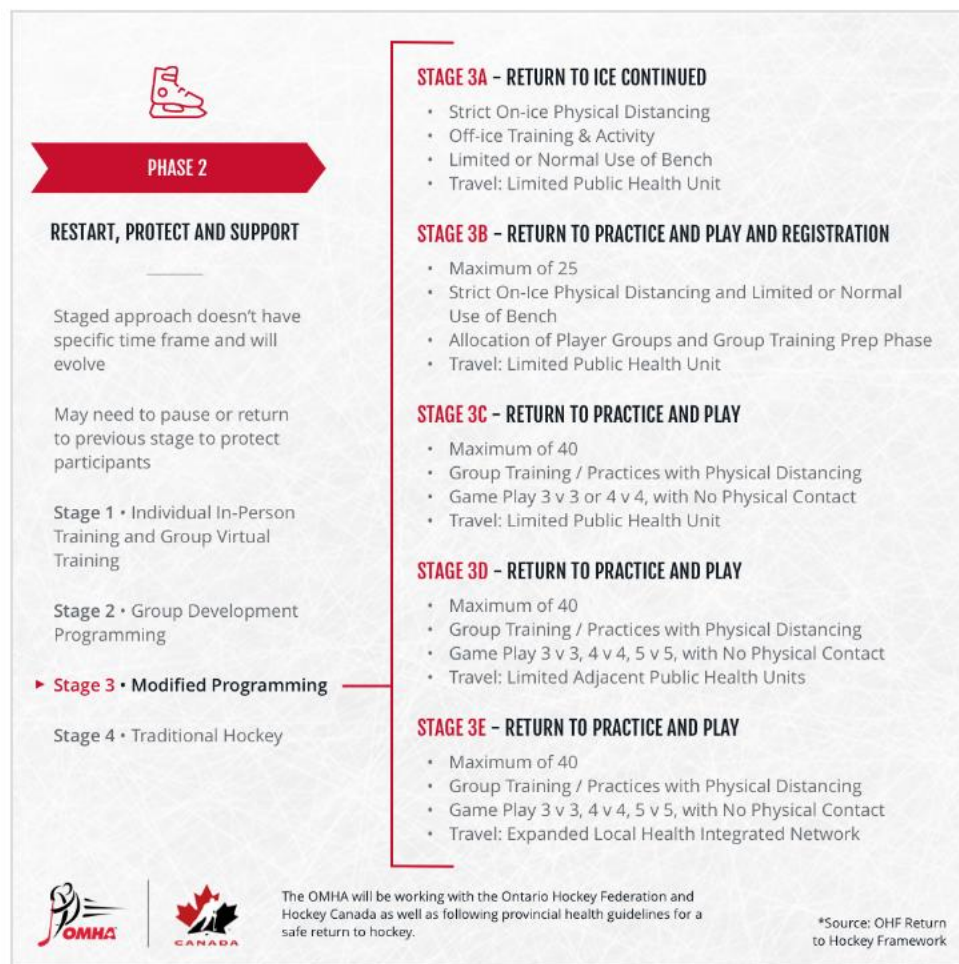 PHASE 2
RESTART, PROTECT AND SUPPORT
Staged approach doesn't have
specific time frame and will
evolve
May need to pause or return
to previous stage to protect
participants
Stage 1 • Individual In-Person
Training and Group Virtual
Training
Stage 2 • Group Development
Programming
Stage 3 • Modified Programming
Stage 4 • Traditional Hockey
STAGE 3A – RETURN TO ICE CONTINUED
• Strict On-ice Physical Distancing
• Off-ice Training & Activity
• Limited or Normal Use of Bench
• Travel: Limited Public Health Unit
STAGE 3B – RETURN TO PRACTICE AND PLAY AND REGISTRATION
• Maximum of 25
• Strict On-Ice Physical Distancing and Limited or Normal
Use of Bench
• Allocation of Player Groups and Group Training Prep Phase
• Travel: Limited Public Health Unit
STAGE 3C – RETURN TO PRACTICE AND PLAY
• Maximum of 40
• Group Training / Practices with Physical Distancing
• Game Play 3 v 3 or 4 v 4, with No Physical Contact
• Travel: Limited Public Health Unit
STAGE 3D – RETURN TO PRACTICE AND PLAY
• Maximum of 40
• Group Training / Practices with Physical Distancing
• Game Play 3 v 3, 4 v 4, 5 v 5, with No Physical Contact
• Travel: Limited Adjacent Public Health Units
STAGE 3E – RETURN TO PRACTICE AND PLAY
• Maximum of 40
• Group Training / Practices with Physical Distancing
• Game Play 3 v 3, 4 v 4, 5 v 5, with No Physical Contact
• Travel: Expanded Local Health Integrated Network
OMHA
CANADA
The OMHA will be working with the Ontario Hockey Federation and
Hockey Canada as well as following provincial health guidelines for a
safe return to hockey.
*Source: OHF Return
to Hockey Framework